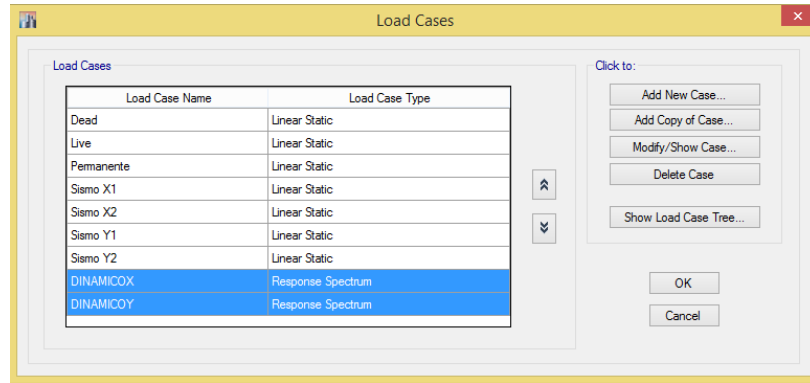 Load Cases
Load Cases
Load Case Name Load Case Type
Dead Linear Static
Live Linear Static
Permanente Linear Static
Sismo X1 Linear Static
Sismo X2 Linear Static
Sismo Y1 Linear Static
Sismo Y2 Linear Static
DINAMICOX Response Spectrum
DINAMICOY Response Spectrum
Click to:
Add New Case...
Add Copy of Case...
Modify/Show Case...
Delete Case
Show Load Case Tree...
OK
Cancel